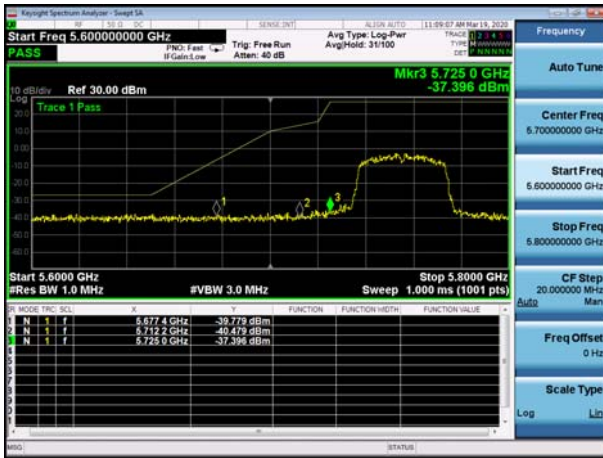 Keysight Spectrum Analyzer - Swept SA
RF 50 Ω DC SENSE:INT ALIGN AUTO 11:09:07 AM Mar 19, 2020
Start Freq 5.600000000 GHz
PASS
PNO: Fast
IFGain:Low
Trig: Free Run
Atten: 40 dB
Avg Type: Log-Pwr
Avg|Hold: 31/100
TRACE 1 2 3 4 5 6
TYPE M WWWWW
DET P NNNNN
Mkr3 5.725 0 GHz
-37.396 dBm
10 dB/div Ref 30.00 dBm
Log
Trace 1 Pass
20.0
10.0
0.00
-10.0
-20.0
-30.0
-40.0
-50.0
-60.0
1
2
3
Start 5.6000 GHz
Stop 5.8000 GHz
#Res BW 1.0 MHz
#VBW 3.0 MHz
Sweep 1.000 ms (1001 pts)
MODE TRC SCL X Y FUNCTION FUNCTION WIDTH FUNCTION VALUE
1 N 1 f 5.677 4 GHz -39.779 dBm
2 N 1 f 5.712 2 GHz -40.479 dBm
3 N 1 f 5.725 0 GHz -37.396 dBm
4
5
6
7
8
9
MSG
STATUS
Frequency
Auto Tune
Center Freq
5.700000000 GHz
Start Freq
5.600000000 GHz
Stop Freq
5.800000000 GHz
CF Step
20.000000 MHz
Auto Man
Freq Offset
0 Hz
Scale Type
Log Lin